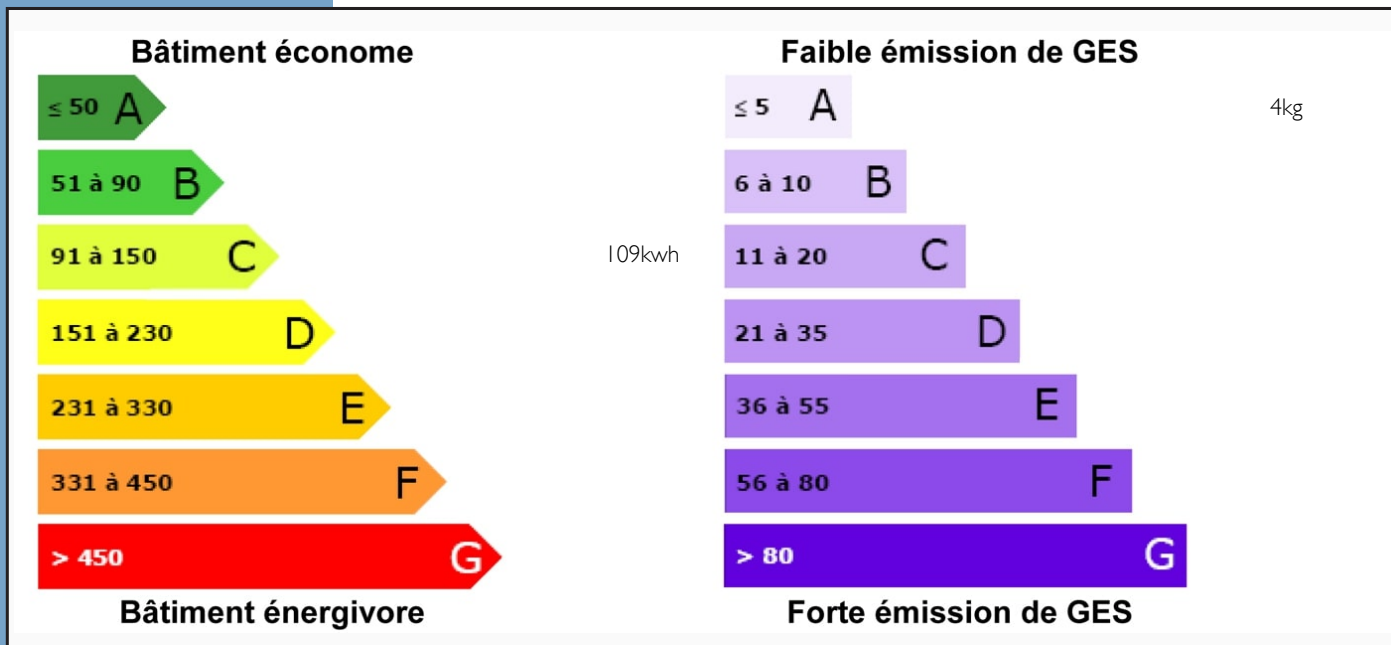 Bâtiment économe
≤ 50 A
51 à 90 B
91 à 150 C
109kwh
151 à 230 D
231 à 330 E
331 à 450 F
> 450 G
Bâtiment énergivore
Faible émission de GES
≤ 5 A
4kg
6 à 10 B
11 à 20 C
21 à 35 D
36 à 55 E
56 à 80 F
> 80 G
Forte émission de GES